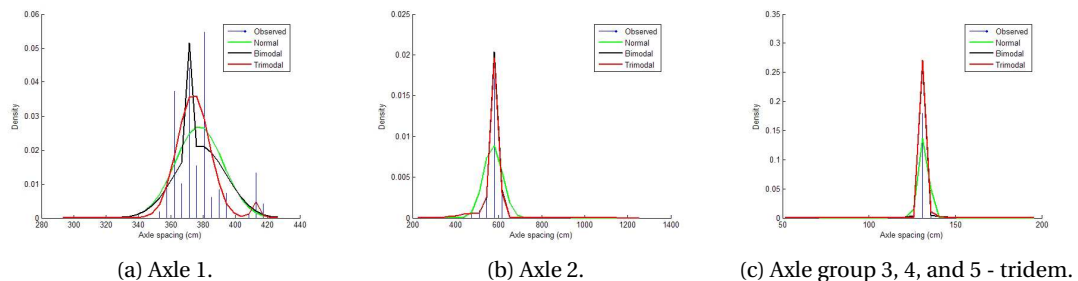 0.06
0.05
0.04
0.03
0.02
0.01
0
280 300 320 340 360 380 400 420 440
Axle spacing (cm)
Density
Observed
Normal
Bimodal
Trimodal
(a) Axle 1.
0.025
0.02
0.015
0.01
0.005
0
200 400 600 800 1000 1200 1400
Axle spacing (cm)
Density
Observed
Normal
Bimodal
Trimodal
(b) Axle 2.
0.35
0.3
0.25
0.2
0.15
0.1
0.05
0
50 100 150 200
Axle spacing (cm)
Density
Observed
Normal
Bimodal
Trimodal
(c) Axle group 3, 4, and 5 - tridem.